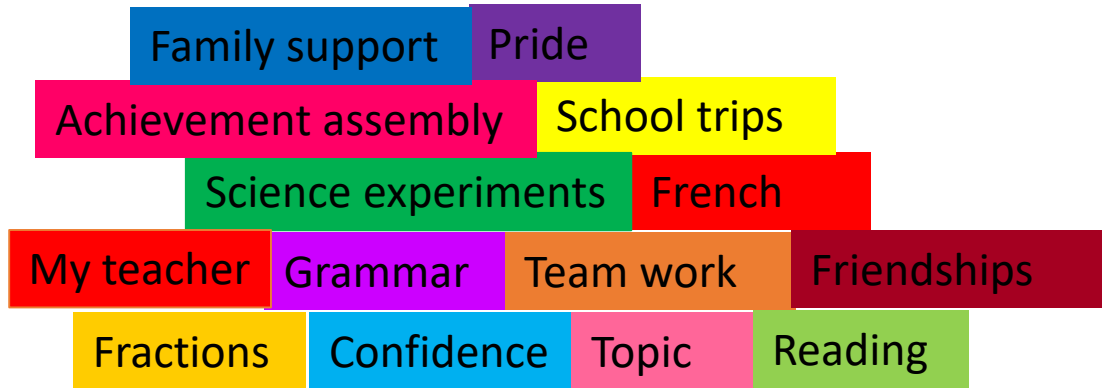 Family support Pride
Achievement assembly School trips
Science experiments French
My teacher Grammar Team work Friendships
Fractions Confidence Topic Reading